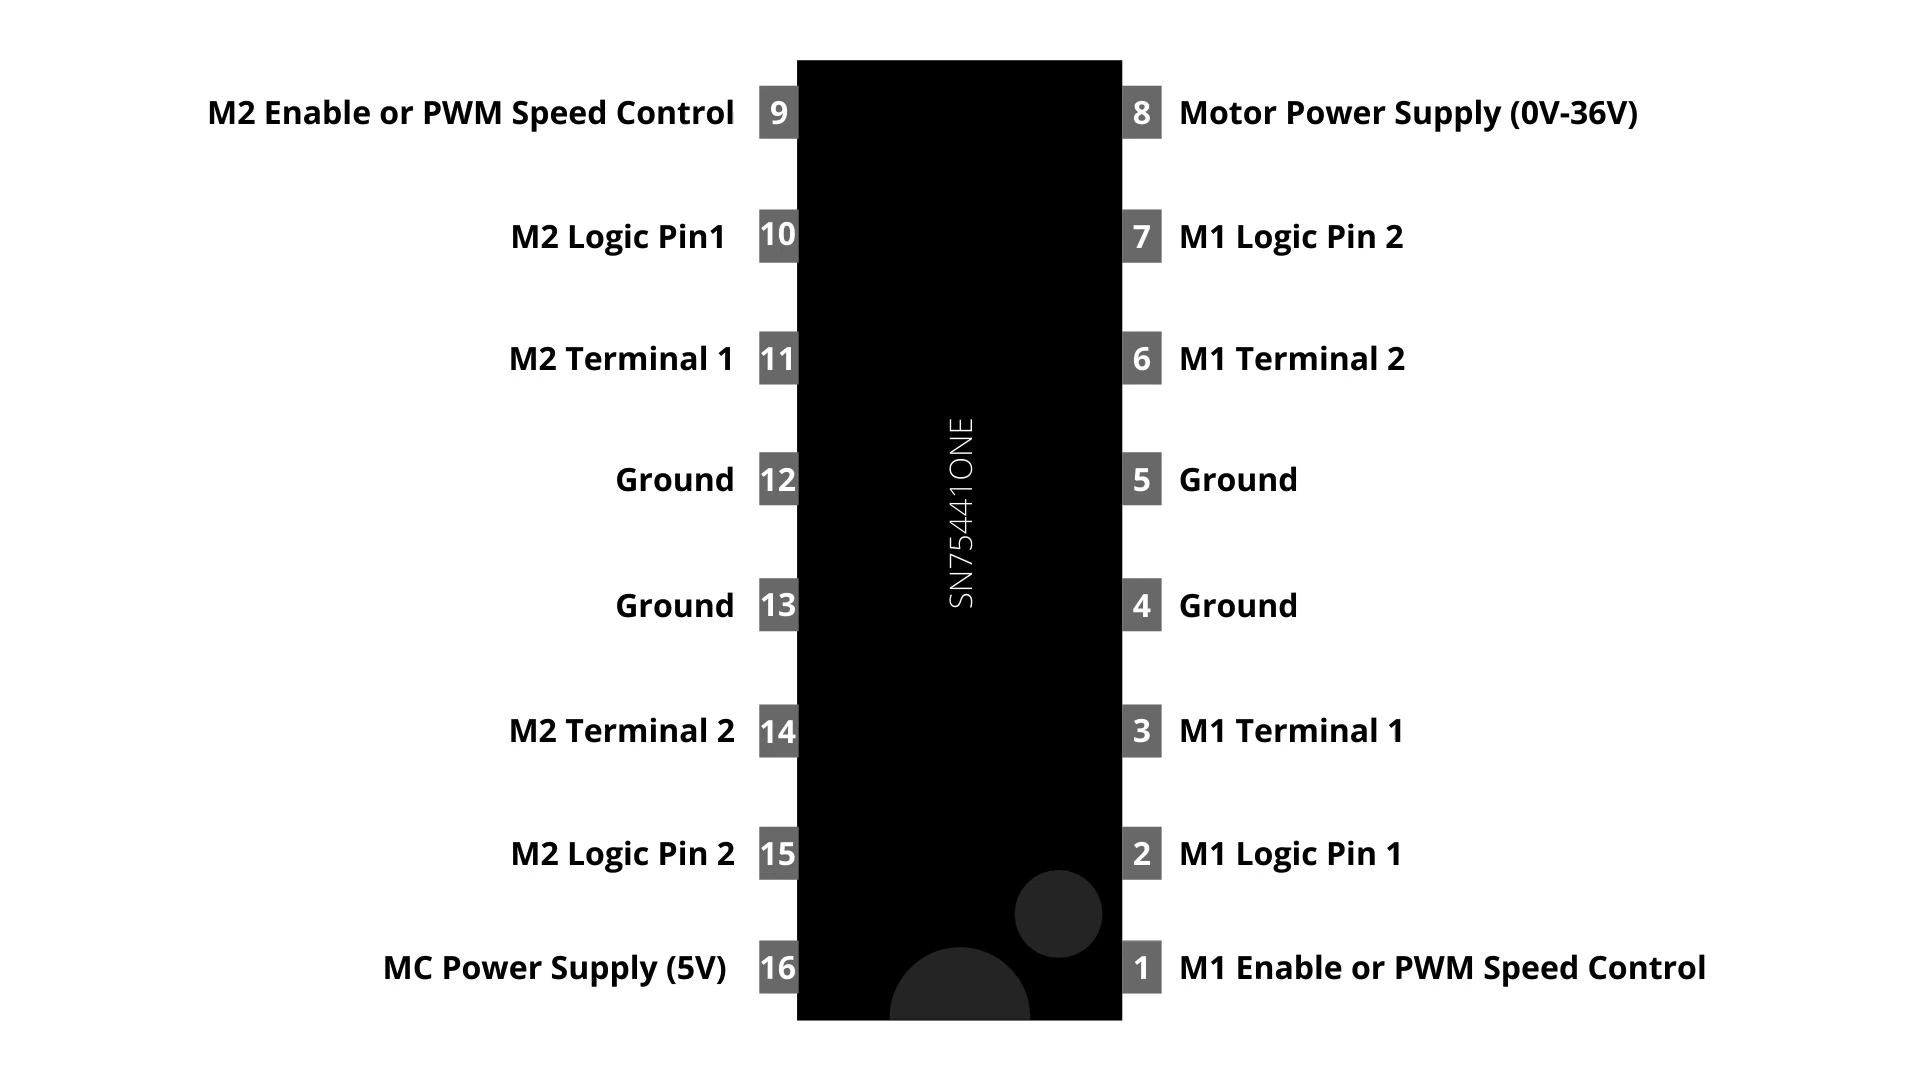 M2 Enable or PWM Speed Control 9 8 Motor Power Supply (0V-36V)
M2 Logic Pin1 10 7 M1 Logic Pin 2
M2 Terminal 1 11 6 M1 Terminal 2
Ground 12 5 Ground
SN75441ONE
Ground 13 4 Ground
M2 Terminal 2 14 3 M1 Terminal 1
M2 Logic Pin 2 15 2 M1 Logic Pin 1
MC Power Supply (5V) 16 1 M1 Enable or PWM Speed Control